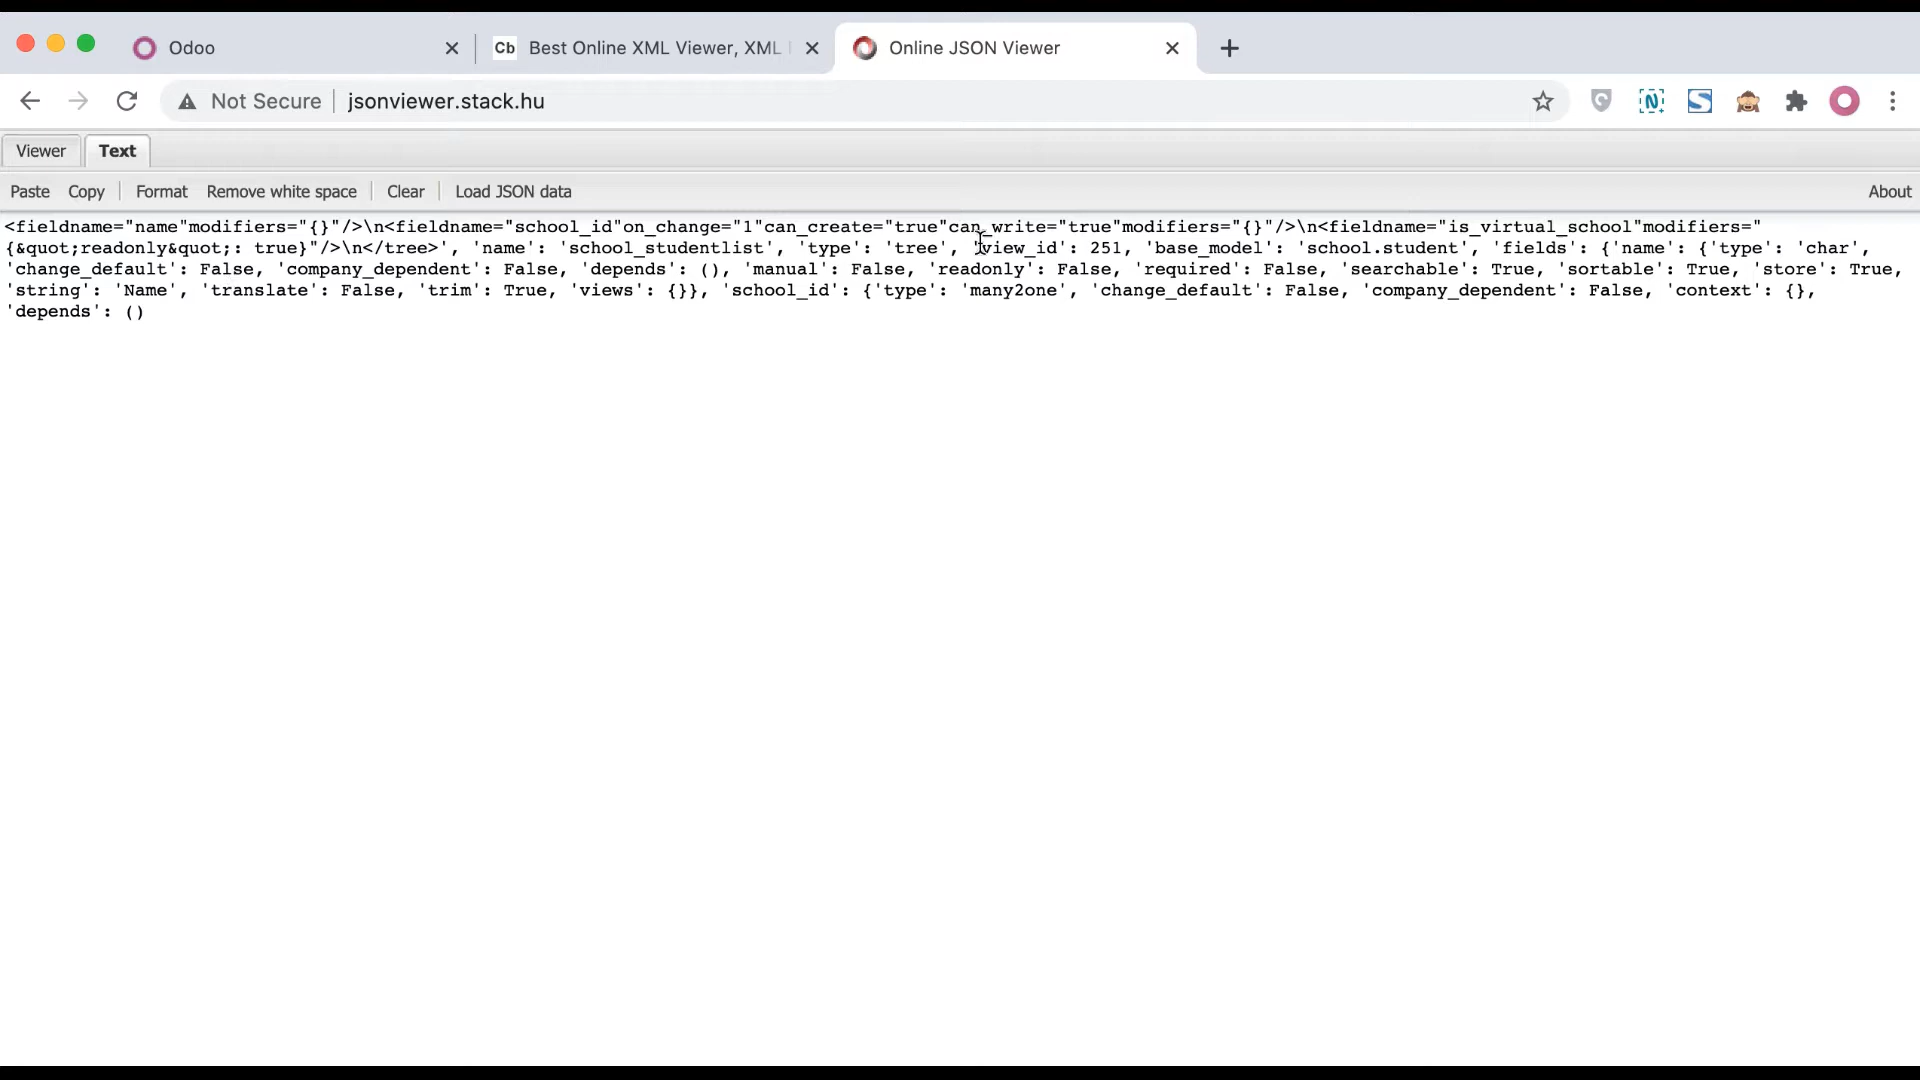 Odoo
Cb Best Online XML Viewer, XML
Online JSON Viewer
Not Secure jsonviewer.stack.hu
Viewer Text
Paste Copy Format Remove white space Clear Load JSON data About
<fieldname="name"modifiers="{}"/>\n<fieldname="school_id"on_change="1"can_create="true"can_write="true"modifiers="{}"/>\n<fieldname="is_virtual_school"modifiers="
{&quot;readonly&quot;: true}"/>\n</tree>', 'name': 'school_studentlist', 'type': 'tree', 'view_id': 251, 'base_model': 'school.student', 'fields': {'name': {'type': 'char',
'change_default': False, 'company_dependent': False, 'depends': (), 'manual': False, 'readonly': False, 'required': False, 'searchable': True, 'sortable': True, 'store': True,
'string': 'Name', 'translate': False, 'trim': True, 'views': {}}, 'school_id': {'type': 'many2one', 'change_default': False, 'company_dependent': False, 'context': {},
'depends': ()